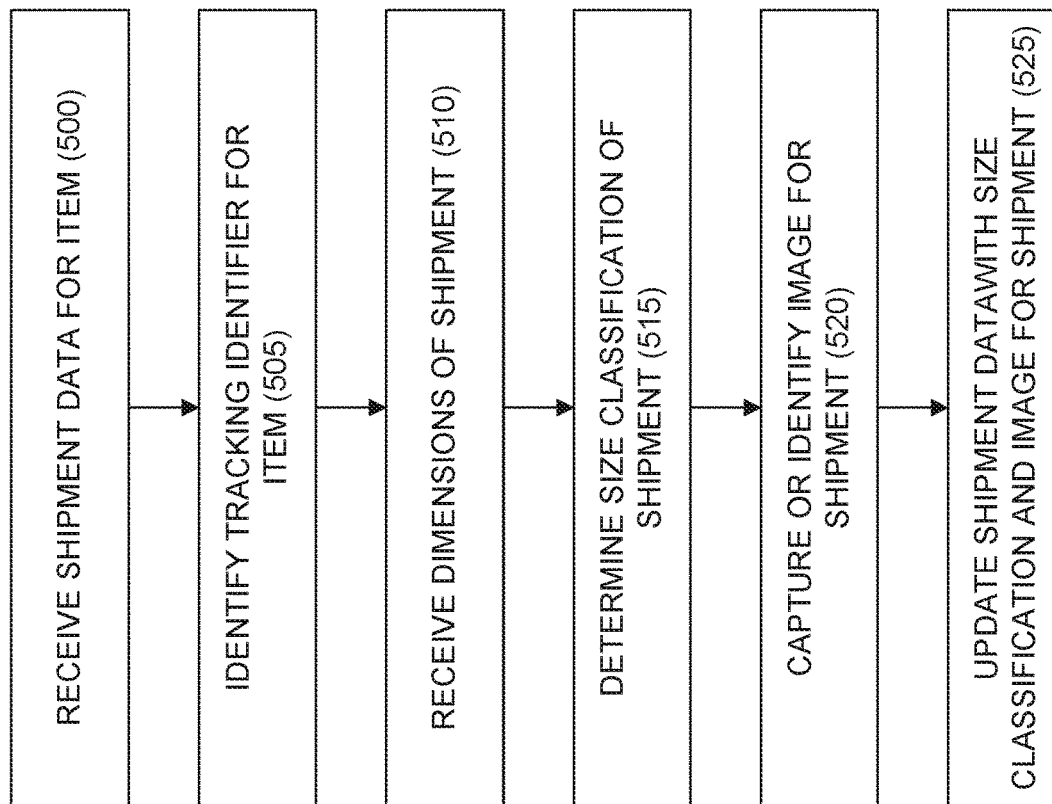 RECEIVE SHIPMENT DATA FOR ITEM (500)
IDENTIFY TRACKING IDENTIFIER FOR
ITEM (505)
RECEIVE DIMENSIONS OF SHIPMENT (510)
DETERMINE SIZE CLASSIFICATION OF
SHIPMENT (515)
CAPTURE OR IDENTIFY IMAGE FOR
SHIPMENT (520)
UPDATE SHIPMENT DATAWITH SIZE
CLASSIFICATION AND IMAGE FOR SHIPMENT (525)